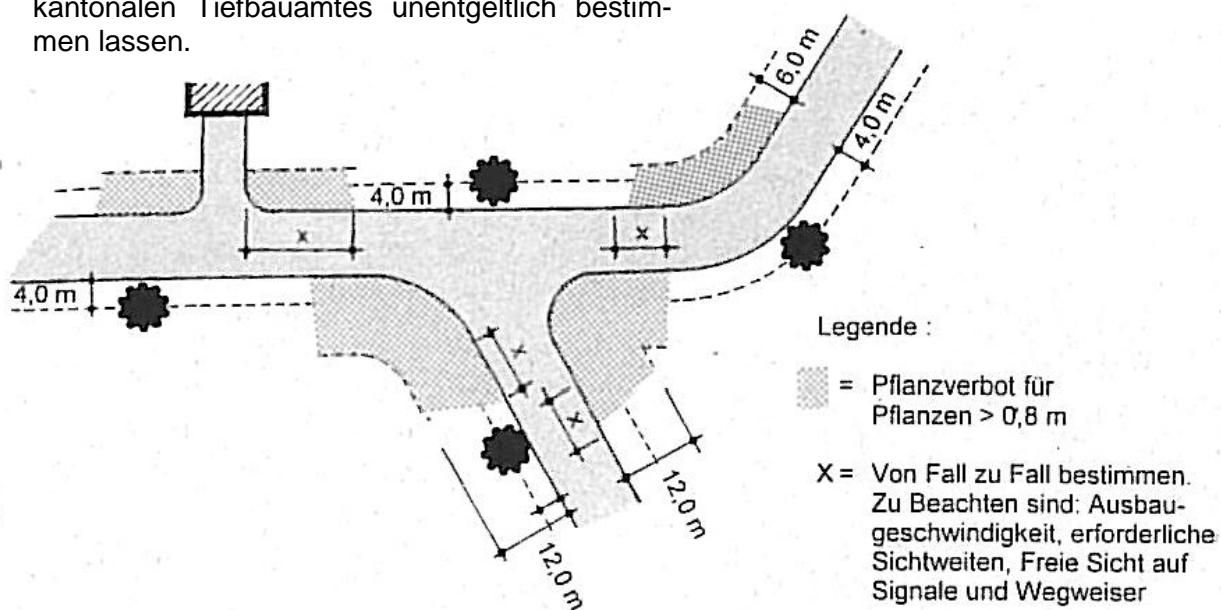 kantonalen Tiefbauamtes unentgeltlich bestim-
men lassen.
6,0 m
4,0 m
4,0 m
x
x
4,0 m
x
x
12,0 m
12,0 m
Legende :
= Pflanzverbot für
Pflanzen > 0,8 m
X = Von Fall zu Fall bestimmen.
Zu Beachten sind: Ausbau-
geschwindigkeit, erforderliche
Sichtweiten, Freie Sicht auf
Signale und Wegweiser